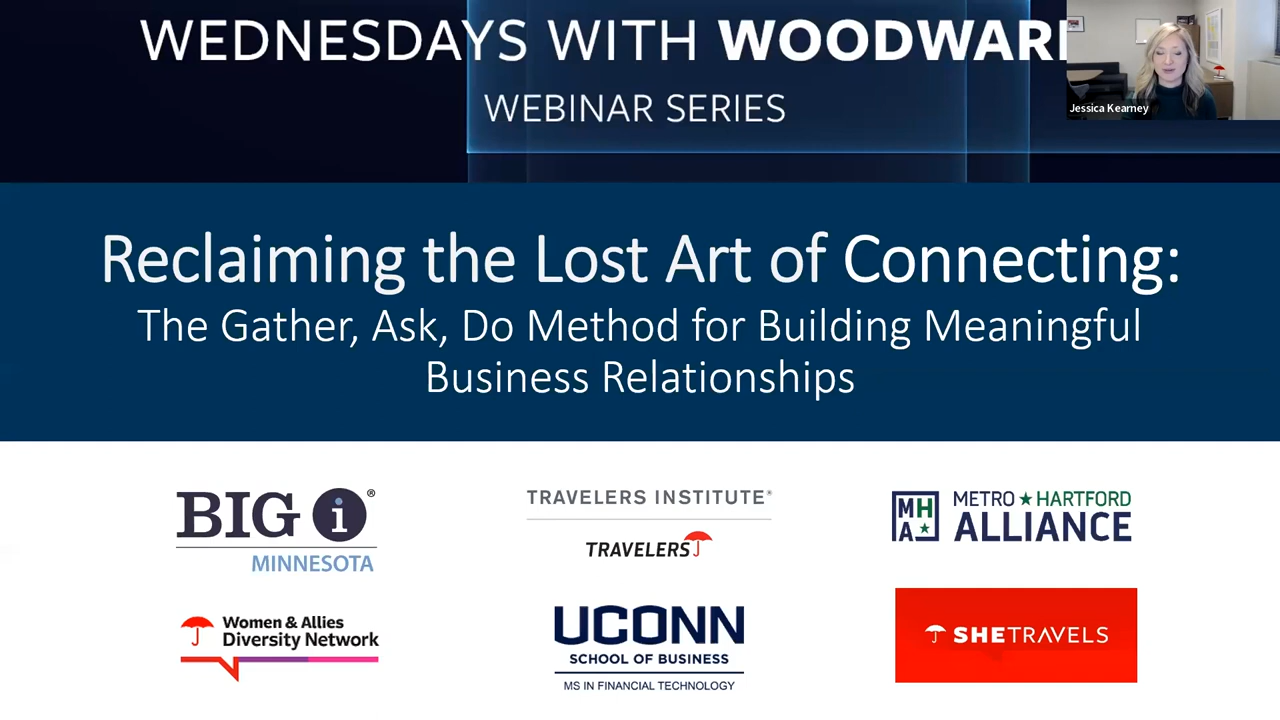 WEDNESDAYS WITH WOODWAR
Jessica Kearney
WEBINAR SERIES
Reclaiming the Lost Art of Connecting:
The Gather, Ask, Do Method for Building Meaningful
Business Relationships
BIG i®
MINNESOTA
TRAVELERS INSTITUTE®
TRAVELERS
MHA
METRO★HARTFORD
ALLIANCE
Women & Allies
Diversity Network
UCONN
SCHOOL OF BUSINESS
MS IN FINANCIAL TECHNOLOGY
SHETRAVELS